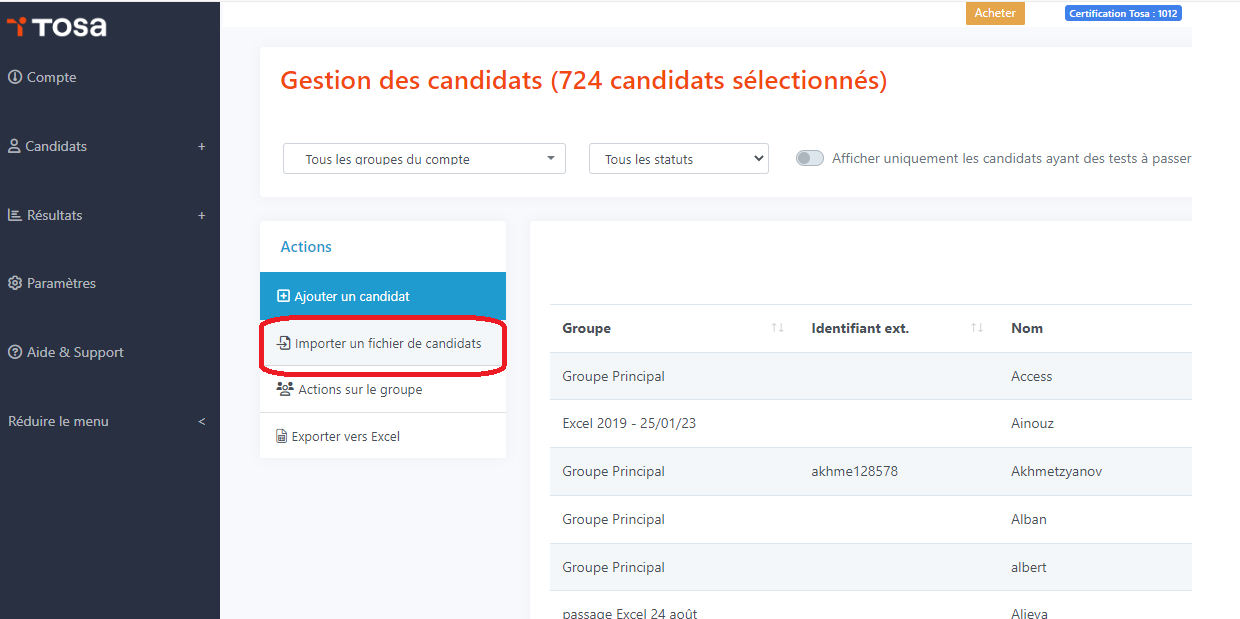 Tosa
Acheter
Certification Tosa : 1012
Compte
Candidats +
Résultats +
Paramètres
Aide & Support
Réduire le menu <
Gestion des candidats (724 candidats sélectionnés)
Tous les groupes du compte
Tous les statuts
Afficher uniquement les candidats ayant des tests à passer
Actions
Ajouter un candidat
Importer un fichier de candidats
Actions sur le groupe
Exporter vers Excel
Groupe ↑↓ Identifiant ext. ↑↓ Nom
Groupe Principal Access
Excel 2019 - 25/01/23 Ainouz
Groupe Principal akhme128578 Akhmetzyanov
Groupe Principal Alban
Groupe Principal albert
passage Excel 24 août Alieva